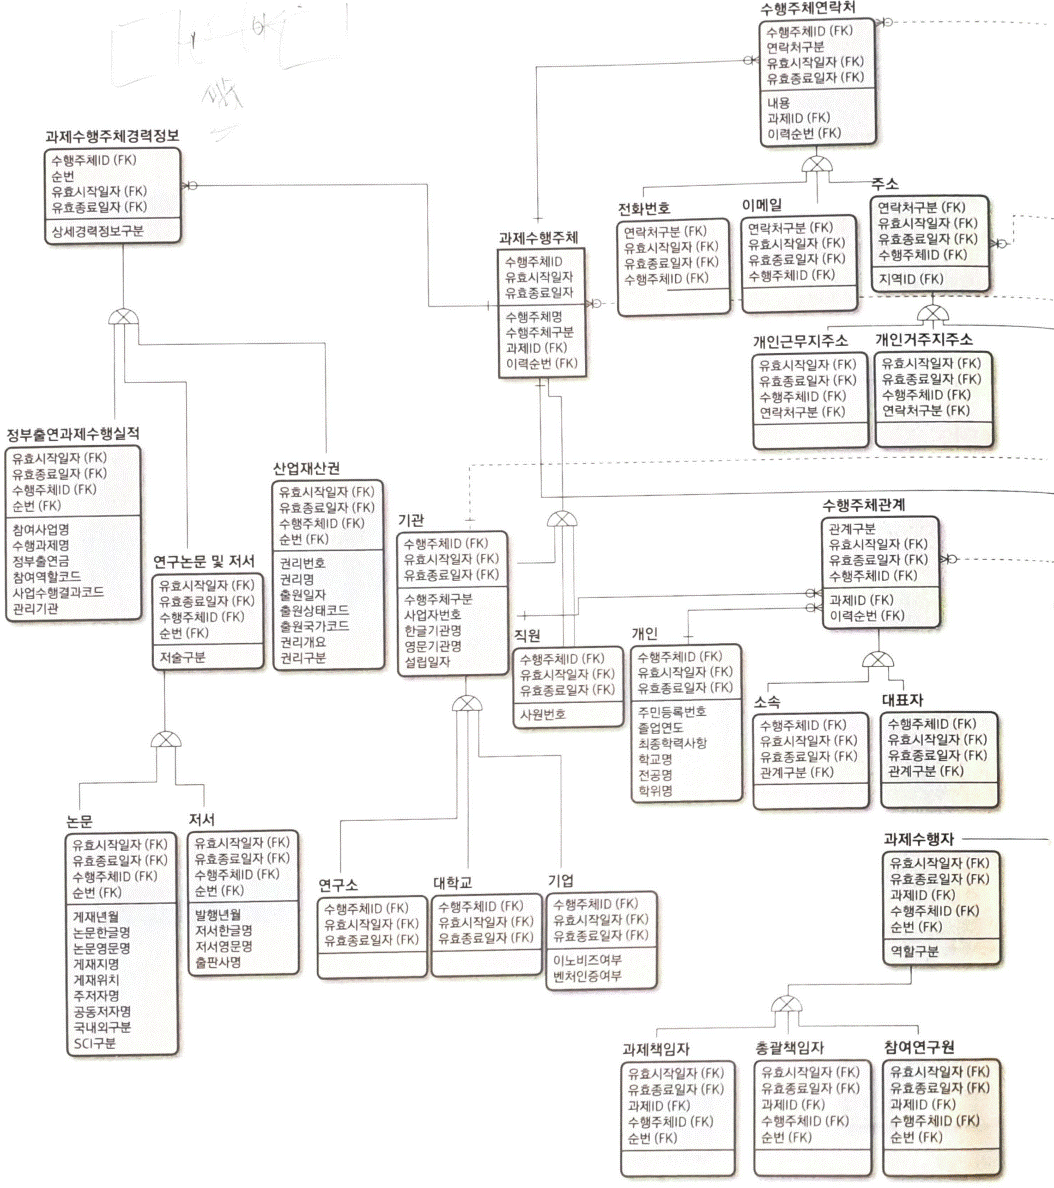 수행주체연락처
수행주체ID (FK)
연락처구분
유효시작일자 (FK)
유효종료일자 (FK)
내용
과제ID (FK)
이력순번 (FK)
과제수행주체경력정보
수행주체ID (FK)
순번
유효시작일자 (FK)
유효종료일자 (FK)
상세경력정보구분
전화번호
연락처구분 (FK)
유효시작일자 (FK)
유효종료일자 (FK)
수행주체ID (FK)
이메일
연락처구분 (FK)
유효시작일자 (FK)
유효종료일자 (FK)
수행주체ID (FK)
주소
연락처구분 (FK)
유효시작일자 (FK)
유효종료일자 (FK)
수행주체ID (FK)
지역ID (FK)
과제수행주체
수행주체ID
유효시작일자
유효종료일자
수행주체명
수행주체구분
과제ID (FK)
이력순번 (FK)
개인근무지주소
유효시작일자 (FK)
유효종료일자 (FK)
수행주체ID (FK)
연락처구분 (FK)
개인거주지주소
유효시작일자 (FK)
유효종료일자 (FK)
수행주체ID (FK)
연락처구분 (FK)
정부출연과제수행실적
유효시작일자 (FK)
유효종료일자 (FK)
수행주체ID (FK)
순번 (FK)
참여사업명
수행과제명
정부출연금
참여역할코드
사업수행결과코드
관리기관
연구논문 및 저서
유효시작일자 (FK)
유효종료일자 (FK)
수행주체ID (FK)
순번 (FK)
저술구분
산업재산권
유효시작일자 (FK)
유효종료일자 (FK)
수행주체ID (FK)
순번 (FK)
권리번호
권리명
출원일자
출원상태코드
출원국가코드
권리개요
권리구분
기관
수행주체ID (FK)
유효시작일자 (FK)
유효종료일자 (FK)
수행주체구분
사업자번호
한글기관명
영문기관명
설립일자
직원
수행주체ID (FK)
유효시작일자 (FK)
유효종료일자 (FK)
사원번호
개인
수행주체ID (FK)
유효시작일자 (FK)
유효종료일자 (FK)
주민등록번호
졸업연도
최종학력사항
학교명
전공명
학위명
수행주체관계
관계구분
유효시작일자 (FK)
유효종료일자 (FK)
수행주체ID (FK)
과제ID (FK)
이력순번 (FK)
소속
수행주체ID (FK)
유효시작일자 (FK)
유효종료일자 (FK)
관계구분 (FK)
대표자
수행주체ID (FK)
유효시작일자 (FK)
유효종료일자 (FK)
관계구분 (FK)
논문
유효시작일자 (FK)
유효종료일자 (FK)
수행주체ID (FK)
순번 (FK)
게재년월
논문한글명
논문영문명
게재지명
게재위치
주저자명
공동저자명
국내외구분
SCI구분
저서
유효시작일자 (FK)
유효종료일자 (FK)
수행주체ID (FK)
순번 (FK)
발행년월
저서한글명
저서영문명
출판사명
연구소
수행주체ID (FK)
유효시작일자 (FK)
유효종료일자 (FK)
대학교
수행주체ID (FK)
유효시작일자 (FK)
유효종료일자 (FK)
기업
수행주체ID (FK)
유효시작일자 (FK)
유효종료일자 (FK)
이노비즈여부
벤처인증여부
과제수행자
유효시작일자 (FK)
유효종료일자 (FK)
과제ID (FK)
수행주체ID (FK)
순번 (FK)
역할구분
과제책임자
유효시작일자 (FK)
유효종료일자 (FK)
과제ID (FK)
수행주체ID (FK)
순번 (FK)
총괄책임자
유효시작일자 (FK)
유효종료일자 (FK)
과제ID (FK)
수행주체ID (FK)
순번 (FK)
참여연구원
유효시작일자 (FK)
유효종료일자 (FK)
과제ID (FK)
수행주체ID (FK)
순번 (FK)